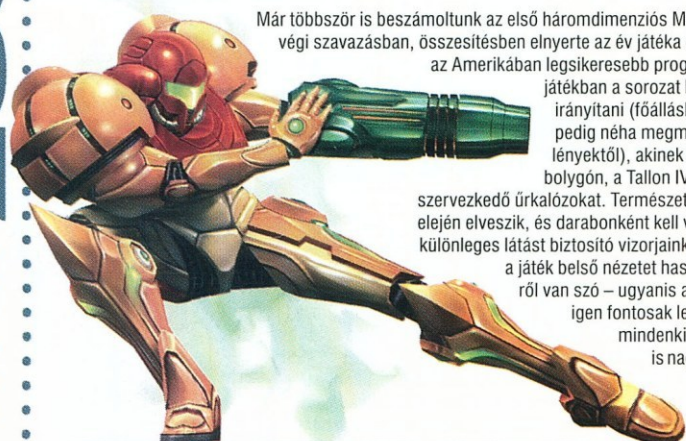 Már többször is beszámoltunk az első háromdimenziós M
végi szavazásban, összesítésben elnyerte az év játéka
az Amerikában legsikeresebb prog
játékban a sorozat
irányítani (főállás
pedig néha megm
lényektől), akinek
bolygón, a Tallon IV
szervezkedő űrkalózokat. Természet
elején elveszik, és darabonként kell v
különleges látást biztosító vizorjaink
a játék belső nézetet has
ről van szó – ugyanis a
igen fontosak le
mindenki
is na